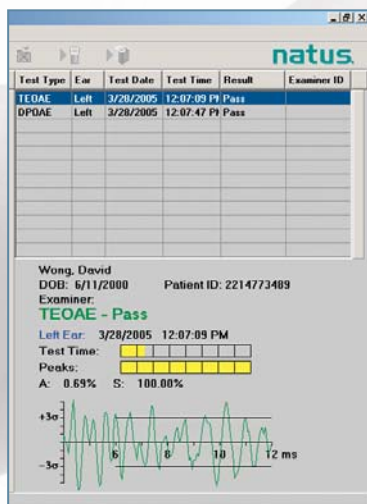 natus.
Test Type Ear Test Date Test Time Result Examiner ID
TEOAE Left 3/28/2005 12:07:09 PM Pass
DPOAE Left 3/28/2005 12:07:47 PM Pass
Wong, David
DOB: 6/11/2000 Patient ID: 2214773489
Examiner:
TEOAE - Pass
Left Ear: 3/28/2005 12:07:09 PM
Test Time:
Peaks:
A: 0.69% S: 100.00%
+3σ
6 8 10 12 ms
-3σ